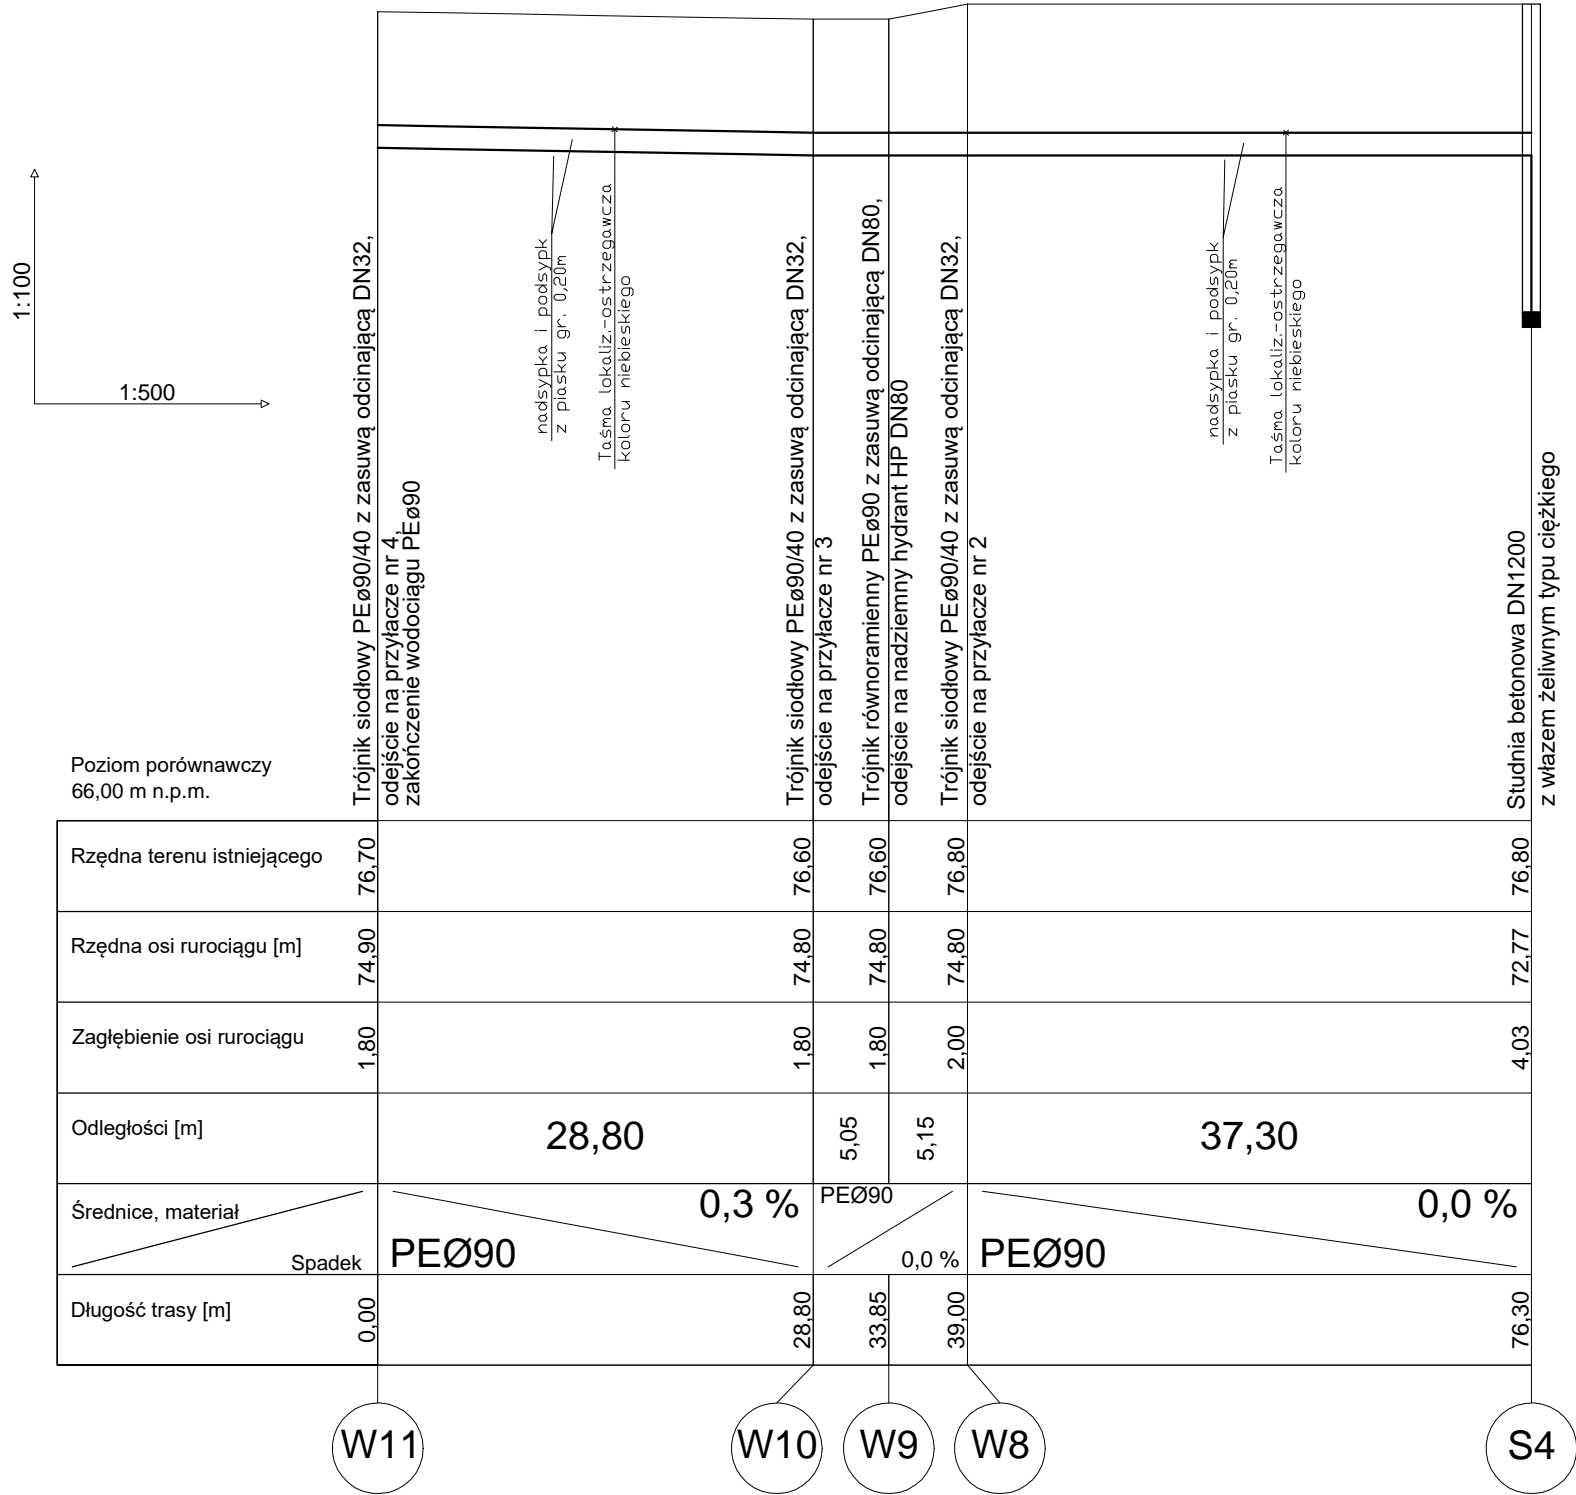 1:100
1:500
Trójnik siodłowy PEø90/40 z zasuwą odcinającą DN32,
odejście na przyłacze nr 4,
zakończenie wodociągu PEø90
nadsypka i podsypk
z piasku gr. 0,20m
Taśma lokaliz.-ostrzegawcza
koloru niebieskiego
Trójnik siodłowy PEø90/40 z zasuwą odcinającą DN32,
odejście na przyłacze nr 3
Trójnik równoramienny PEø90 z zasuwą odcinającą DN80,
odejście na nadziemny hydrant HP DN80
Trójnik siodłowy PEø90/40 z zasuwą odcinającą DN32,
odejście na przyłacze nr 2
nadsypka i podsypk
z piasku gr. 0,20m
Taśma lokaliz.-ostrzegawcza
koloru niebieskiego
Studnia betonowa DN1200
z włazem żeliwnym typu ciężkiego
Poziom porównawczy
66,00 m n.p.m.
Rzędna terenu istniejącego
76,70
76,60
76,60
76,80
76,80
Rzędna osi rurociągu [m]
74,90
74,80
74,80
74,80
72,77
Zagłębienie osi rurociągu
1,80
1,80
1,80
2,00
4,03
Odległości [m]
28,80
5,05
5,15
37,30
Średnice, materiał
Spadek
0,3 %
PEØ90
PEØ90
0,0 %
0,0 %
PEØ90
Długość trasy [m]
0,00
28,80
33,85
39,00
76,30
W11
W10
W9
W8
S4